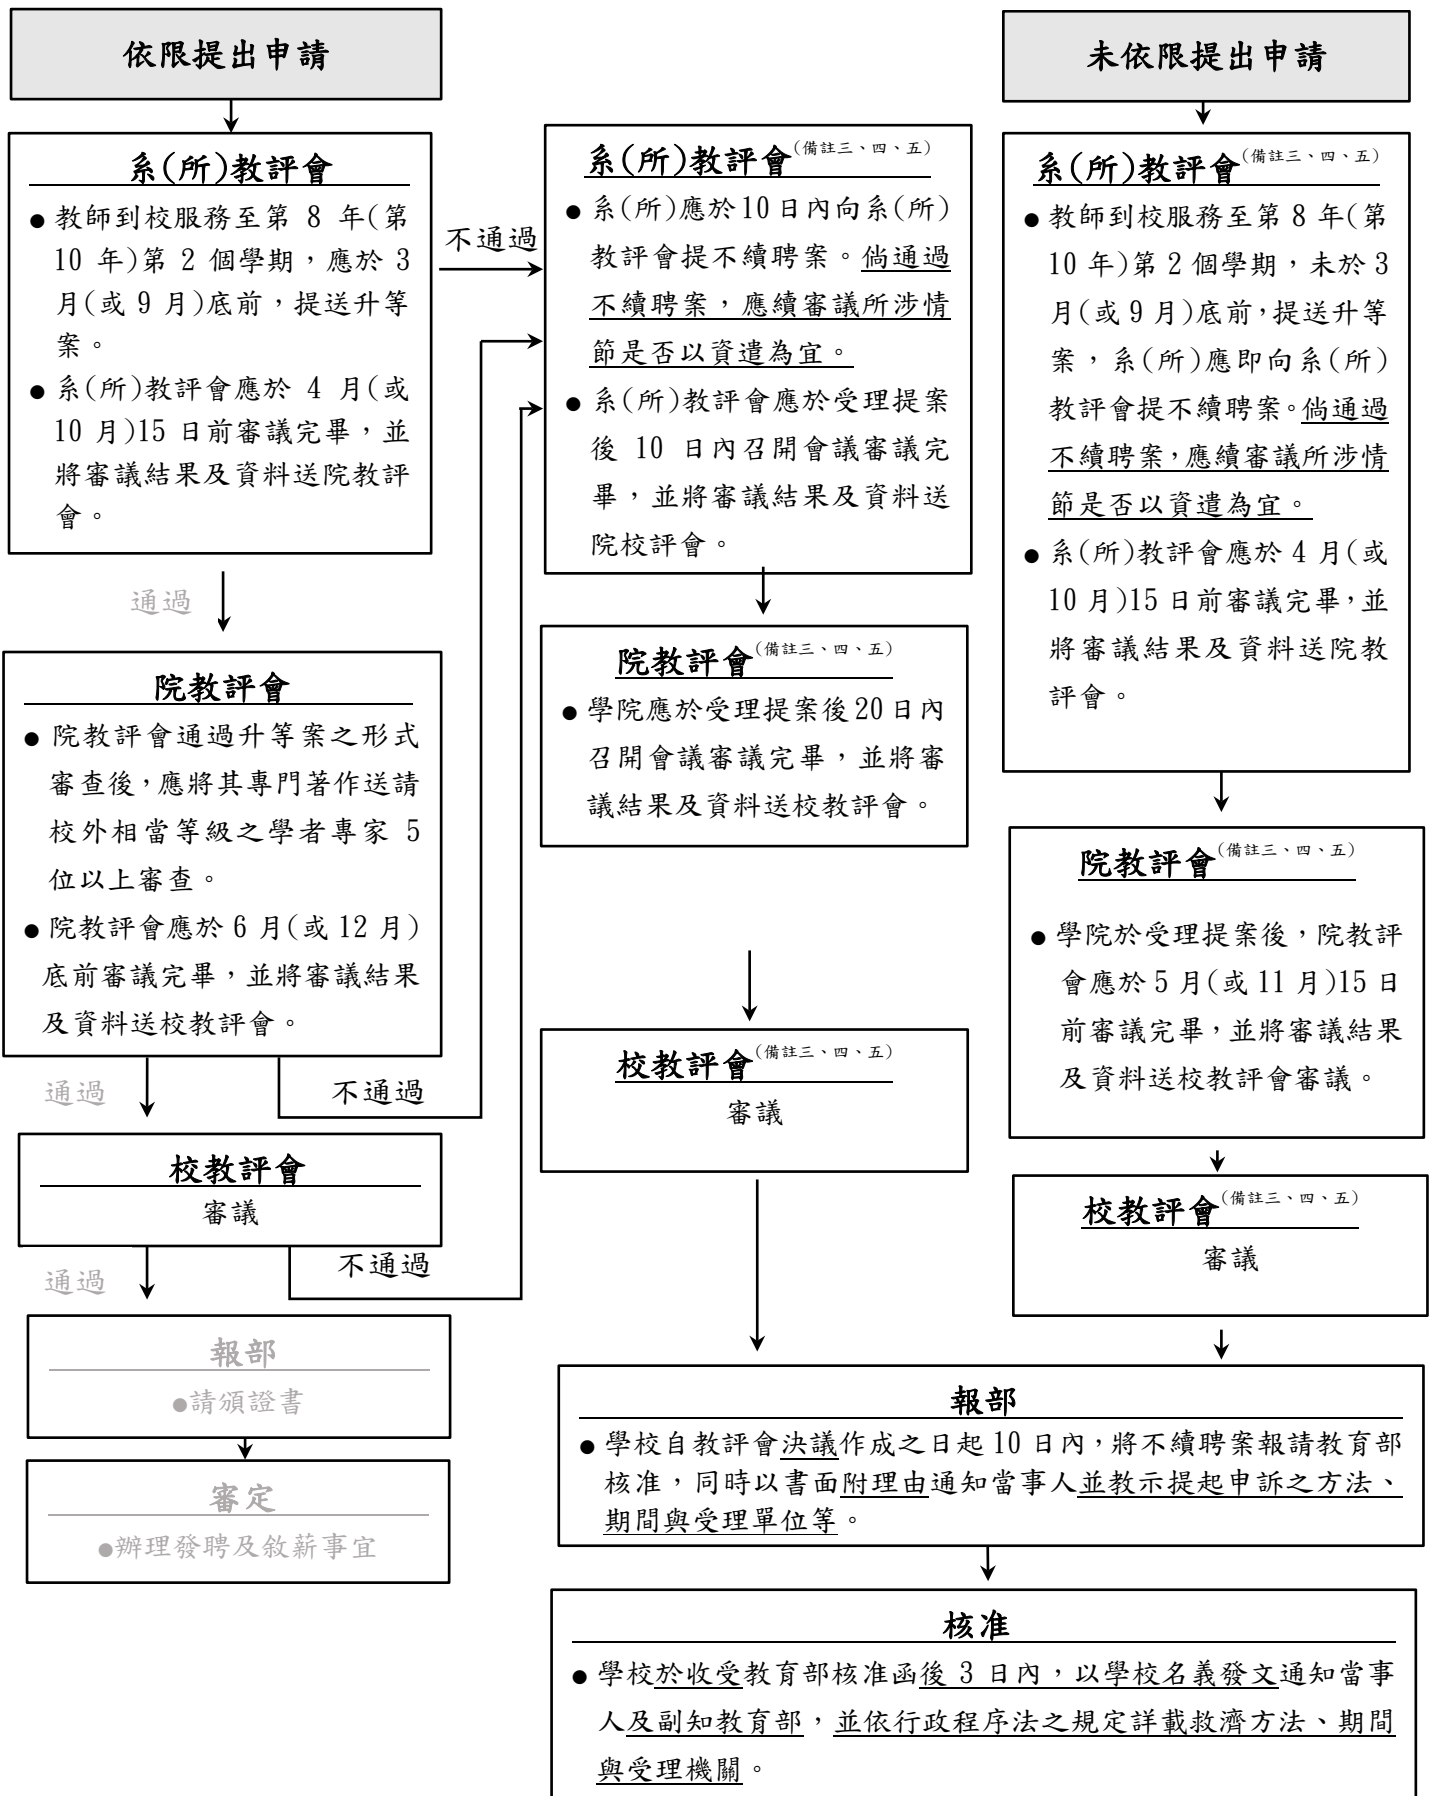 依限提出申請
系(所)教評會
●教師到校服務至第 8 年(第
10 年)第 2 個學期，應於 3
月(或 9 月)底前，提送升等
案。
●系(所)教評會應於 4 月(或
10 月)15 日前審議完畢，並
將審議結果及資料送院教評
會。
通過
不通過
院教評會
●院教評會通過升等案之形式
審查後，應將其專門著作送請
校外相當等級之學者專家 5
位以上審查。
●院教評會應於 6 月(或 12 月)
底前審議完畢，並將審議結果
及資料送校教評會。
通過
不通過
校教評會
審議
通過
不通過
報部
●請頒證書
審定
●辦理發聘及敘薪事宜
系(所)教評會(備註三、四、五)
●系(所)應於 10 日內向系(所)
教評會提不續聘案。倘通過
不續聘案，應續審議所涉情
節是否以資遣為宜。
●系(所)教評會應於受理提案
後 10 日內召開會議審議完
畢，並將審議結果及資料送
院校評會。
院教評會(備註三、四、五)
●學院應於受理提案後 20 日內
召開會議審議完畢，並將審
議結果及資料送校教評會。
校教評會(備註三、四、五)
審議
未依限提出申請
系(所)教評會(備註三、四、五)
●教師到校服務至第 8 年(第
10 年)第 2 個學期，未於 3
月(或 9 月)底前，提送升等
案，系(所)應即向系(所)
教評會提不續聘案。倘通過
不續聘案，應續審議所涉情
節是否以資遣為宜。
●系(所)教評會應於 4 月(或
10 月)15 日前審議完畢，並
將審議結果及資料送院教
評會。
院教評會(備註三、四、五)
●學院於受理提案後，院教評
會應於 5 月(或 11 月)15 日
前審議完畢，並將審議結果
及資料送校教評會審議。
校教評會(備註三、四、五)
審議
報部
●學校自教評會決議作成之日起 10 日內，將不續聘案報請教育部
核准，同時以書面附理由通知當事人並教示提起申訴之方法、
期間與受理單位等。
核准
●學校於收受教育部核准函後 3 日內，以學校名義發文通知當事
人及副知教育部，並依行政程序法之規定詳載救濟方法、期間
與受理機關。